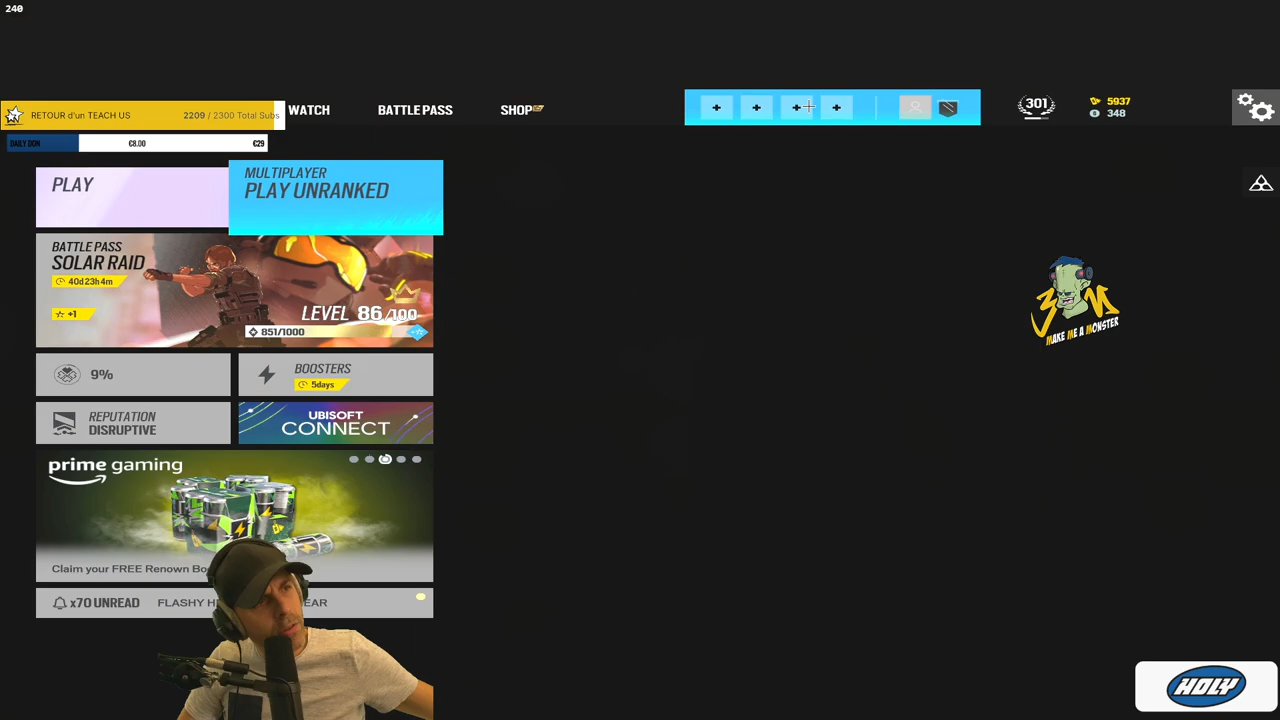 240
RETOUR d'un TEACH US
2209 / 2300 Total Subs
WATCH
BATTLE PASS
SHOP
301
5937
348
DAILY DON
€8.00
€29
PLAY
MULTIPLAYER
PLAY UNRANKED
BATTLE PASS
SOLAR RAID
40d 23h 4m
+1
LEVEL 86/100
851/1000
9%
BOOSTERS
5days
REPUTATION
DISRUPTIVE
UBISOFT
CONNECT
prime gaming
Claim your FREE Renown Bo
x70 UNREAD
FLASHY H
EAR
3M
MAKE ME A MONSTER
HOLY